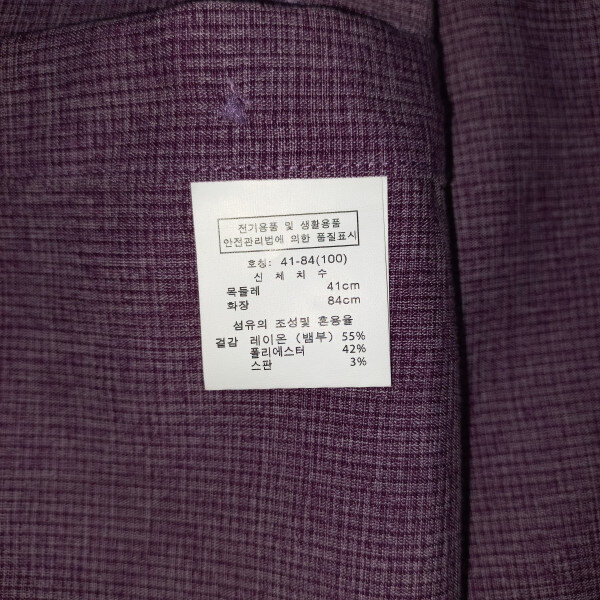 전기용품 및 생활용품
안전관리법에 의한 품질표시
호칭: 41-84(100)
신 체 치 수
목둘레 41cm
화장 84cm
섬유의 조성및 혼용율
겉감 레이온 (뱀부) 55%
폴리에스터 42%
스판 3%